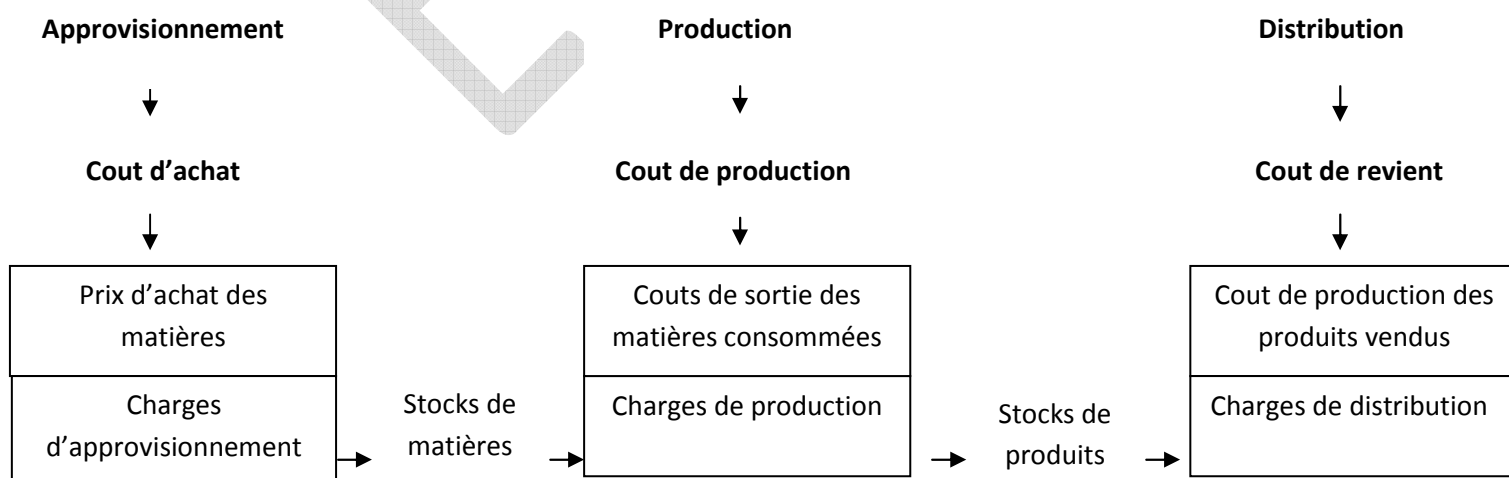 Approvisionnement
Production
Distribution
Cout d’achat
Cout de production
Cout de revient
Prix d’achat des
matières
Couts de sortie des
matières consommées
Cout de production des
produits vendus
Charges
d’approvisionnement
Stocks de
matières
Charges de production
Stocks de
produits
Charges de distribution